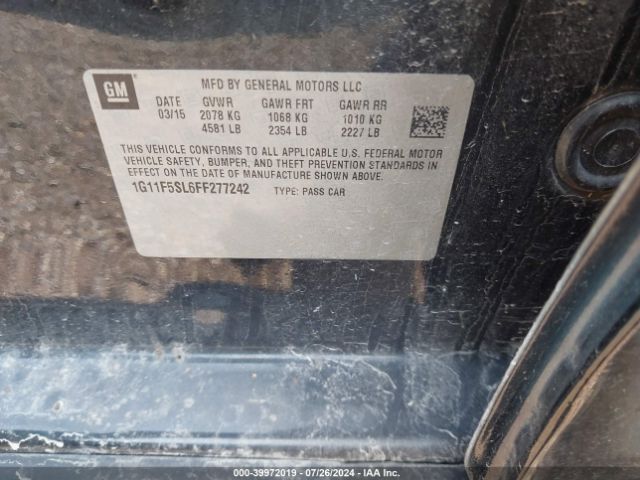 GM
MFD BY GENERAL MOTORS LLC
DATE GVWR GAWR FRT GAWR RR
03/15 2078 KG 1068 KG 1010 KG
4581 LB 2354 LB 2227 LB
THIS VEHICLE CONFORMS TO ALL APPLICABLE U.S. FEDERAL MOTOR
VEHICLE SAFETY, BUMPER, AND THEFT PREVENTION STANDARDS
IN EFFECT ON THE DATE OF MANUFACTURE SHOWN ABOVE.
1G11F5SL6FF277242 TYPE: PASS CAR
000-39972019 - 07/26/2024 - IAA Inc.